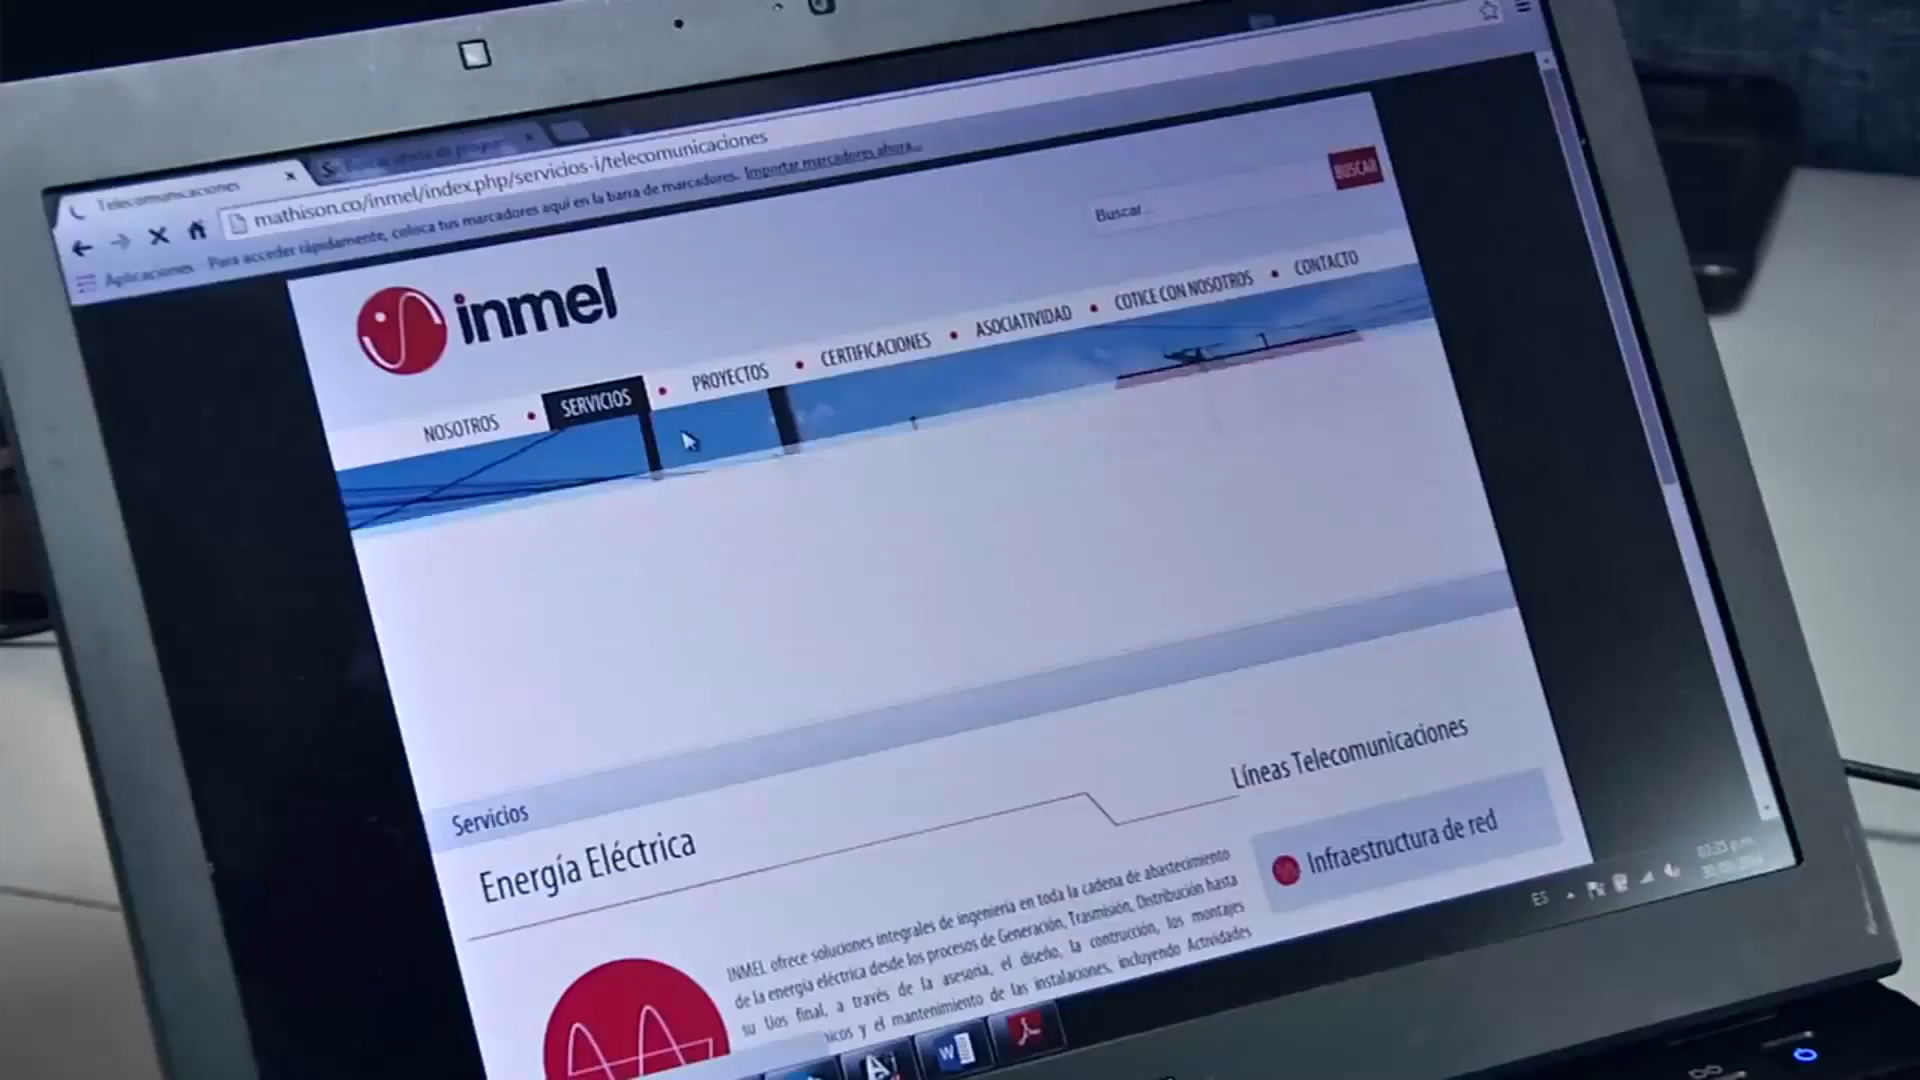 Telecomunicaciones
mathison.co/inmel/index.php/servicios-i/telecomunicaciones
Aplicaciones Para acceder rápidamente, coloca tus marcadores aquí en la barra de marcadores. Importar marcadores ahora...
Buscar...
BUSCAR
inmel
NOSOTROS • SERVICIOS • PROYECTOS • CERTIFICACIONES • ASOCIATIVIDAD • COTICE CON NOSOTROS • CONTACTO
Servicios
Energía Eléctrica
INMEL ofrece soluciones integrales de ingeniería en toda la cadena de abastecimiento
de la energía eléctrica desde los procesos de Generación, Trasmisión, Distribución hasta
su Uos final, a través de la asesoria, el diseño, la contrucción, los montajes
y el mantenimiento de las instalaciones, incluyendo Actividades
Líneas Telecomunicaciones
Infraestructura de red
ES